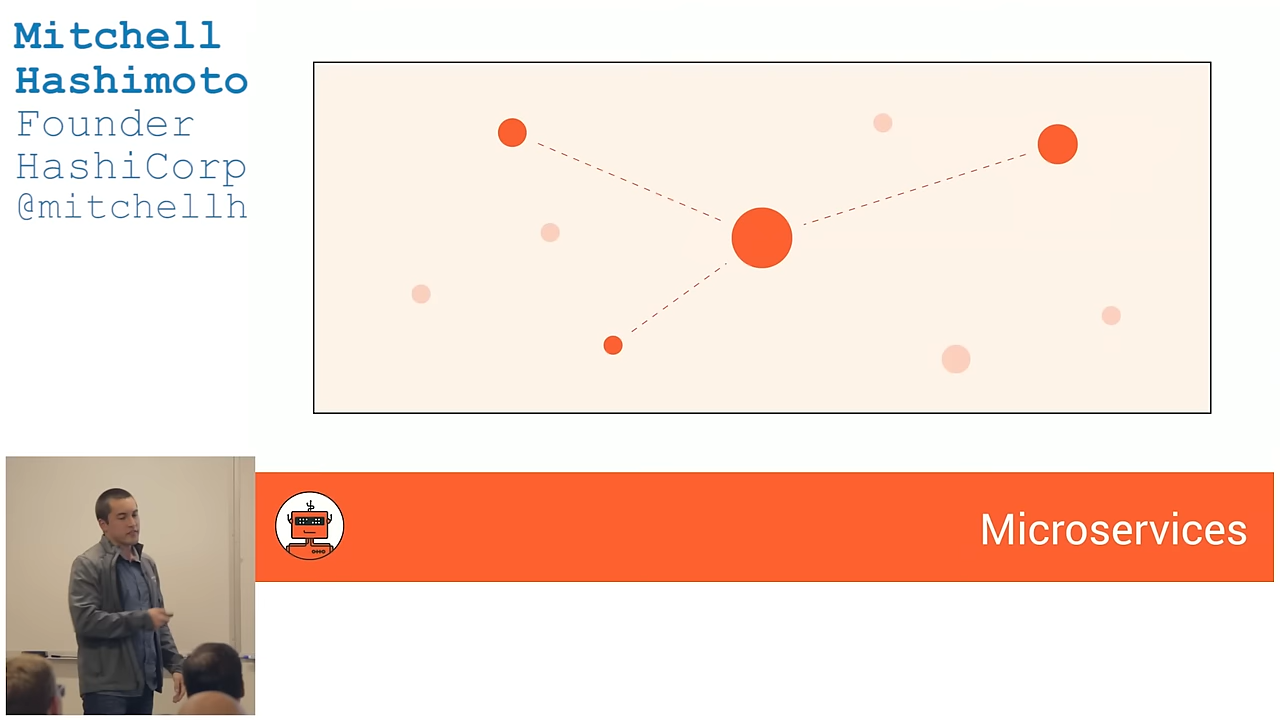 Mitchell
Hashimoto
Founder
HashiCorp
@mitchellh
Microservices